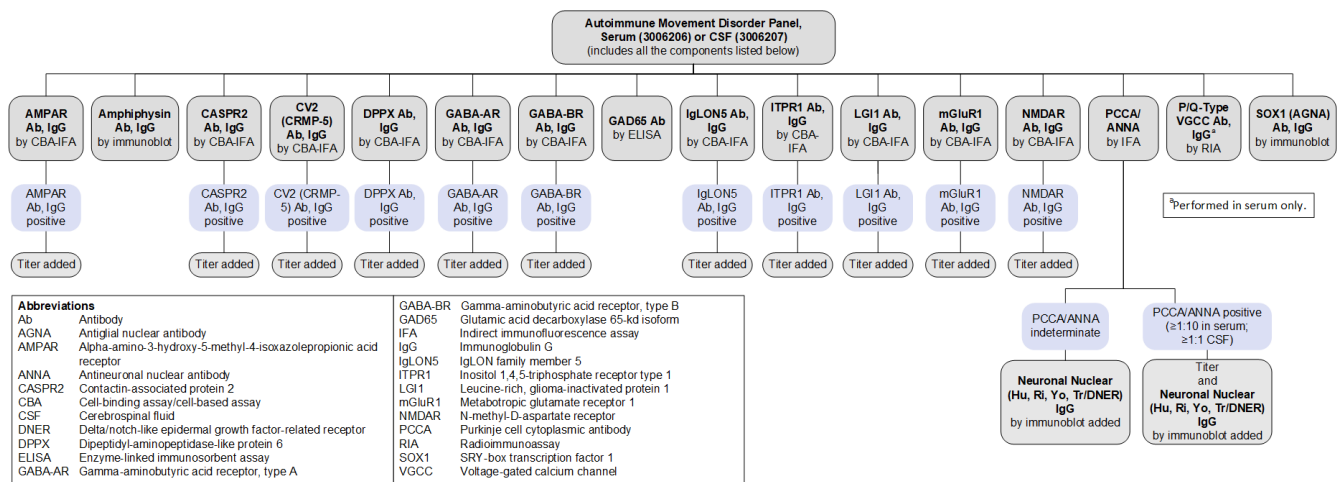 Autoimmune Movement Disorder Panel,
Serum (3006206) or CSF (3006207)
(includes all the components listed below)
AMPAR
Ab, IgG
by CBA-IFA
Amphiphysin
Ab, IgG
by immunoblot
CASPR2
Ab, IgG
by CBA-IFA
CV2
(CRMP-5)
Ab, IgG
by CBA-IFA
DPPX Ab,
IgG
by CBA-IFA
GABA-AR
Ab, IgG
by CBA-IFA
GABA-BR
Ab, IgG
by CBA-IFA
GAD65 Ab
by ELISA
IgLON5 Ab,
IgG
by CBA-IFA
ITPR1 Ab,
IgG
by CBA-
IFA
LGI1 Ab,
IgG
by CBA-IFA
mGluR1
Ab, IgG
by CBA-IFA
NMDAR
Ab, IgG
by CBA-IFA
PCCA/
ANNA
by IFA
P/Q-Type
VGCC Ab,
IgGª
by RIA
SOX1 (AGNA)
Ab, IgG
by immunoblot
AMPAR
Ab, IgG
positive
CASPR2
Ab, IgG
positive
CV2 (CRMP-
5) Ab, IgG
positive
DPPX Ab,
IgG
positive
GABA-AR
Ab, IgG
positive
GABA-BR
Ab, IgG
positive
IgLON5
Ab, IgG
positive
ITPR1 Ab,
IgG
positive
LGI1 Ab,
IgG
positive
mGluR1
Ab, IgG
positive
NMDAR
Ab, IgG
positive
ªPerformed in serum only.
Titer added
Titer added
Titer added
Titer added
Titer added
Titer added
Titer added
Titer added
Titer added
Titer added
Titer added
Abbreviations
Ab Antibody
AGNA Antiglial nuclear antibody
AMPAR Alpha-amino-3-hydroxy-5-methyl-4-isoxazolepropionic acid
receptor
ANNA Antineuronal nuclear antibody
CASPR2 Contactin-associated protein 2
CBA Cell-binding assay/cell-based assay
CSF Cerebrospinal fluid
DNER Delta/notch-like epidermal growth factor-related receptor
DPPX Dipeptidyl-aminopeptidase-like protein 6
ELISA Enzyme-linked immunosorbent assay
GABA-AR Gamma-aminobutyric acid receptor, type A
GABA-BR Gamma-aminobutyric acid receptor, type B
GAD65 Glutamic acid decarboxylase 65-kd isoform
IFA Indirect immunofluorescence assay
IgG Immunoglobulin G
IgLON5 IgLON family member 5
ITPR1 Inositol 1,4,5-triphosphate receptor type 1
LGI1 Leucine-rich, glioma-inactivated protein 1
mGluR1 Metabotropic glutamate receptor 1
NMDAR N-methyl-D-aspartate receptor
PCCA Purkinje cell cytoplasmic antibody
RIA Radioimmunoassay
SOX1 SRY-box transcription factor 1
VGCC Voltage-gated calcium channel
PCCA/ANNA
indeterminate
PCCA/ANNA positive
(≥1:10 in serum;
≥1:1 CSF)
Neuronal Nuclear
(Hu, Ri, Yo, Tr/DNER)
IgG
by immunoblot added
Titer
and
Neuronal Nuclear
(Hu, Ri, Yo, Tr/DNER)
IgG
by immunoblot added